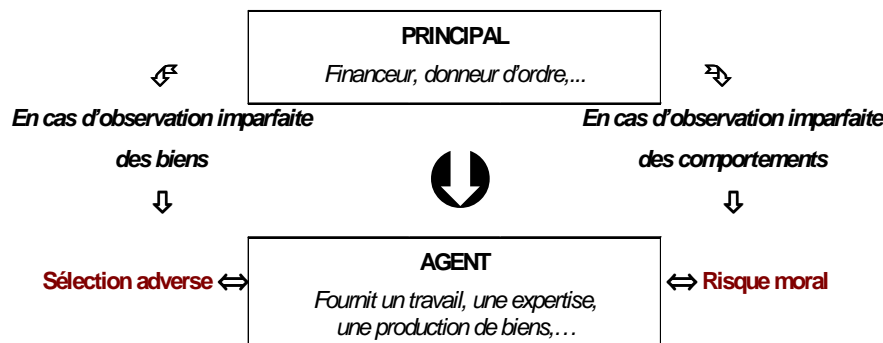 PRINCIPAL
Financeur, donneur d'ordre,...
En cas d'observation imparfaite
des biens
En cas d'observation imparfaite
des comportements
AGENT
Sélection adverse
Risque moral
Fournit un travail, une expertise,
une production de biens,...